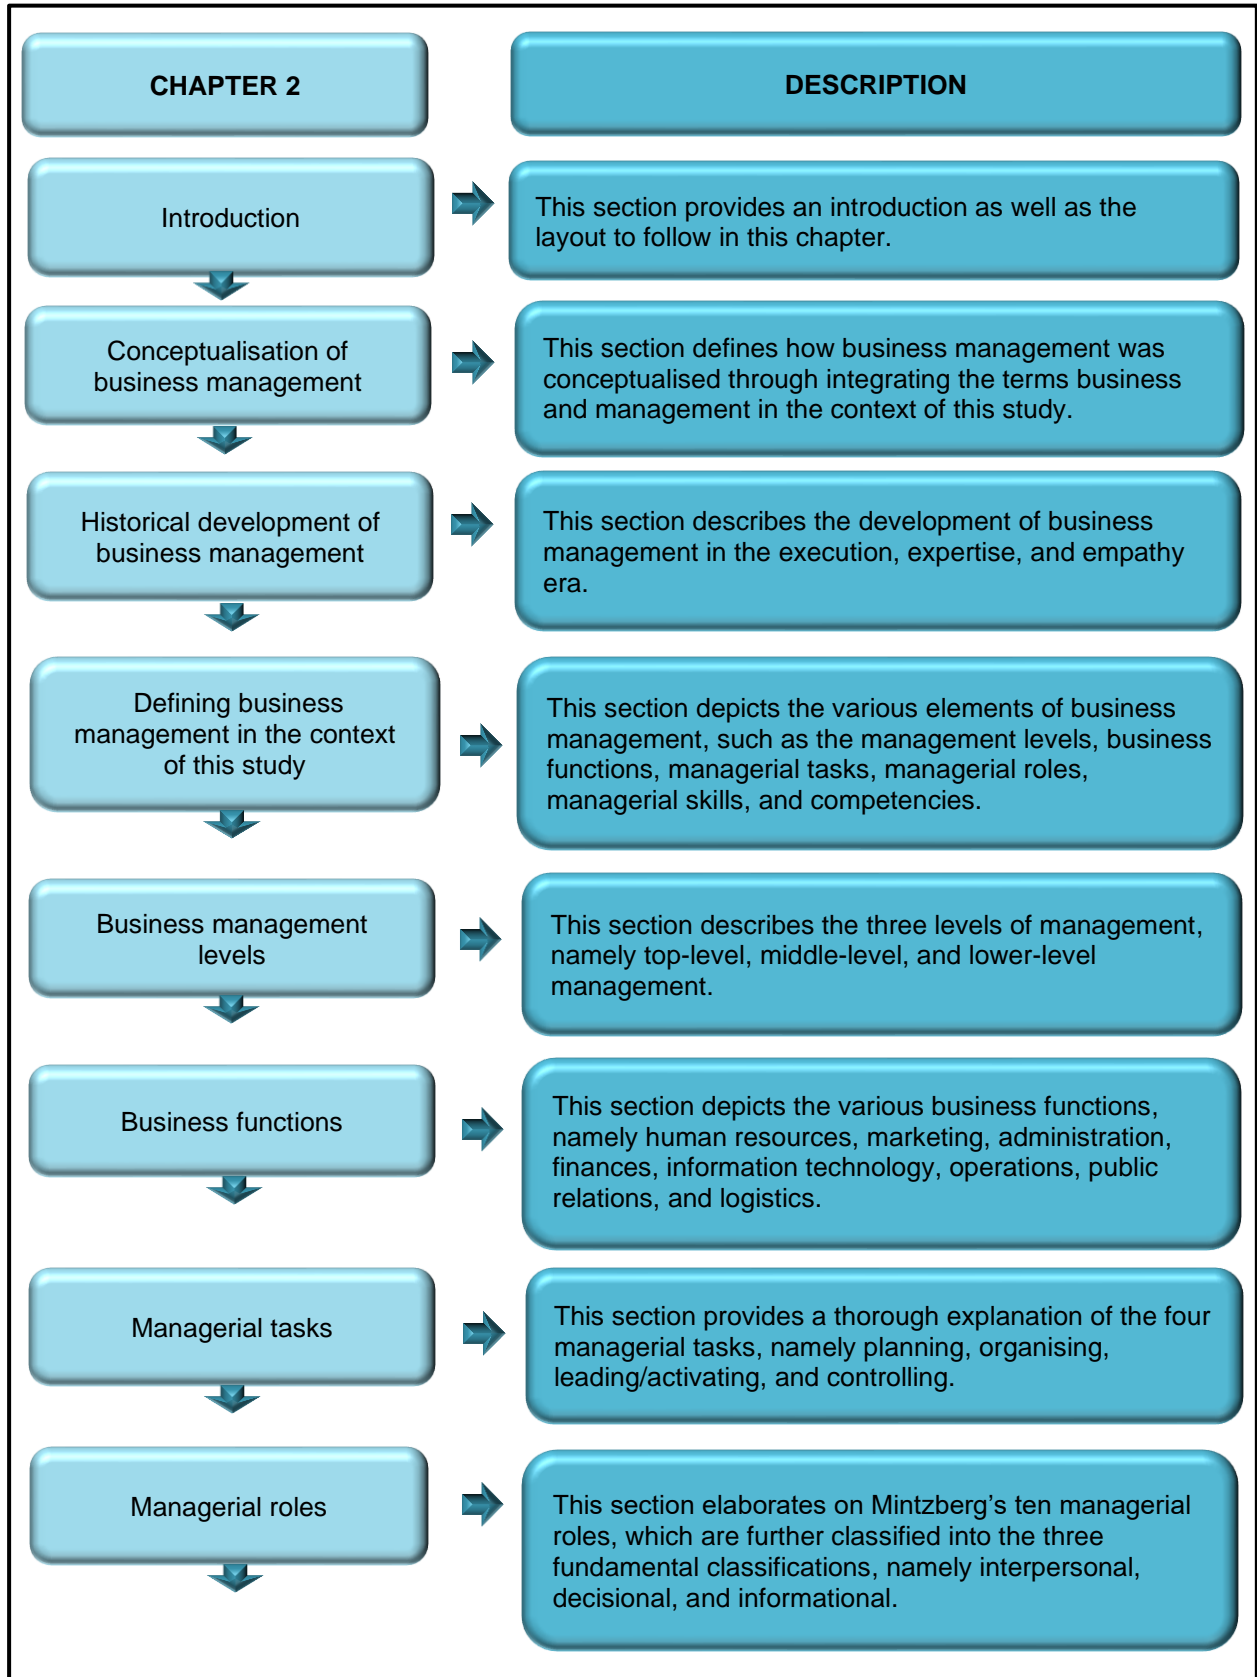 CHAPTER 2
DESCRIPTION
Introduction
This section provides an introduction as well as the
layout to follow in this chapter.
Conceptualisation of
business management
This section defines how business management was
conceptualised through integrating the terms business
and management in the context of this study.
Historical development of
business management
This section describes the development of business
management in the execution, expertise, and empathy
era.
Defining business
management in the context
of this study
This section depicts the various elements of business
management, such as the management levels, business
functions, managerial tasks, managerial roles,
managerial skills, and competencies.
Business management
levels
This section describes the three levels of management,
namely top-level, middle-level, and lower-level
management.
Business functions
This section depicts the various business functions,
namely human resources, marketing, administration,
finances, information technology, operations, public
relations, and logistics.
Managerial tasks
This section provides a thorough explanation of the four
managerial tasks, namely planning, organising,
leading/activating, and controlling.
Managerial roles
This section elaborates on Mintzberg’s ten managerial
roles, which are further classified into the three
fundamental classifications, namely interpersonal,
decisional, and informational.